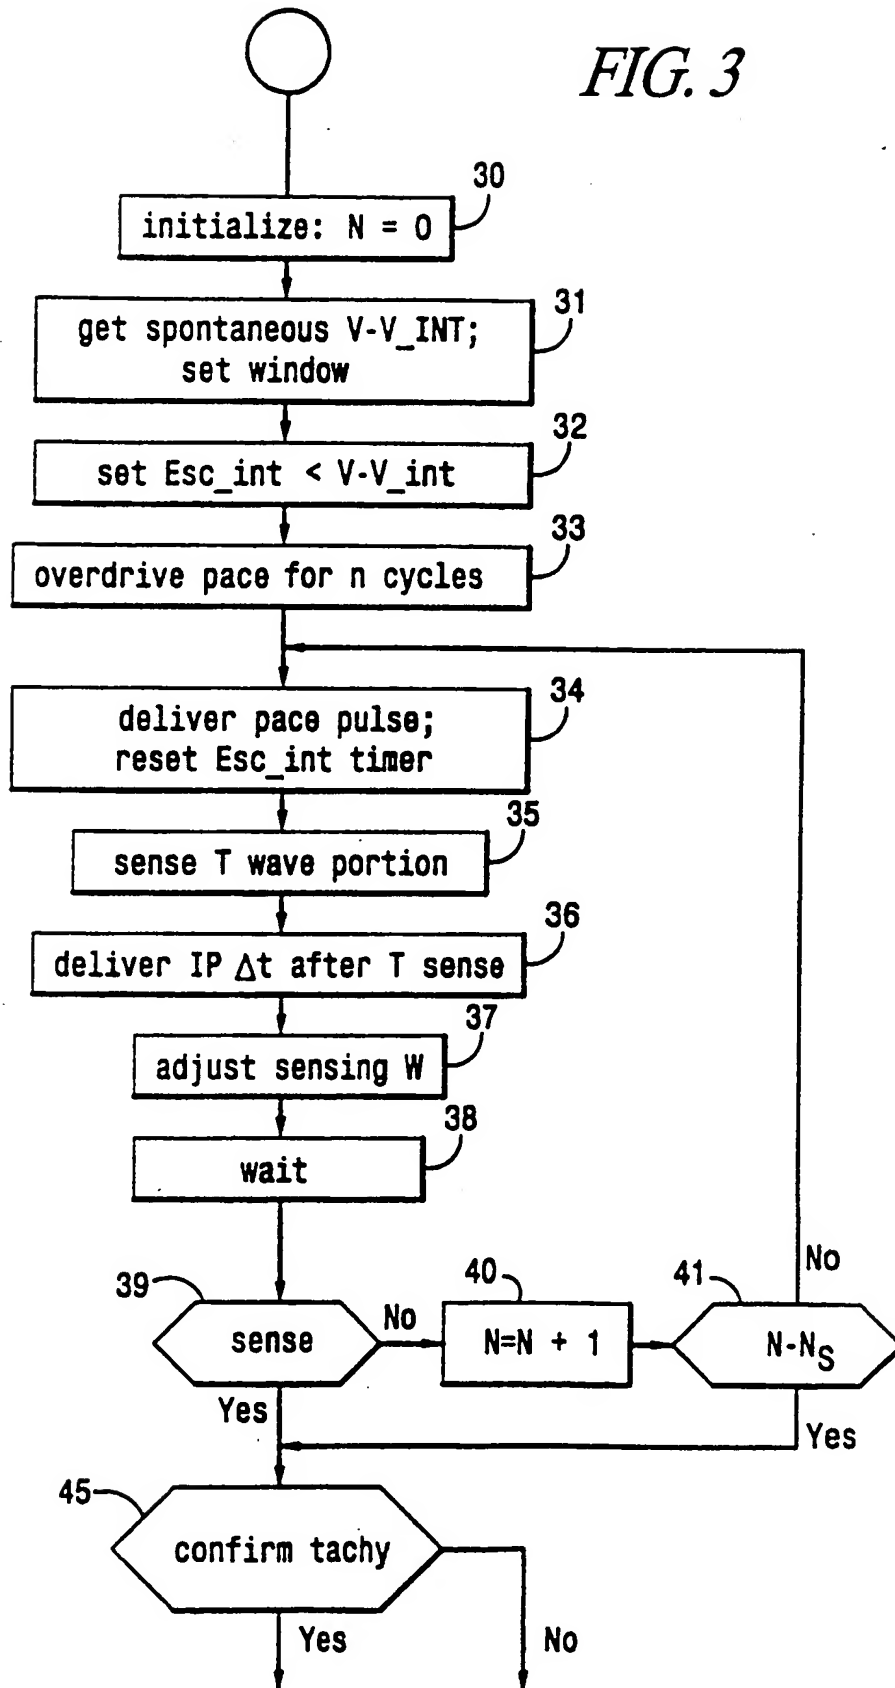 FIG. 3
30
initialize: N = 0
31
get spontaneous V-V_INT;
set window
32
set Esc_int < V-V_int
33
overdrive pace for n cycles
34
deliver pace pulse;
reset Esc_int timer
35
sense T wave portion
36
deliver IP Δt after T sense
37
adjust sensing W
38
wait
39
sense
No
40
N=N + 1
41
N-NS
No
Yes
Yes
45
confirm tachy
Yes
No